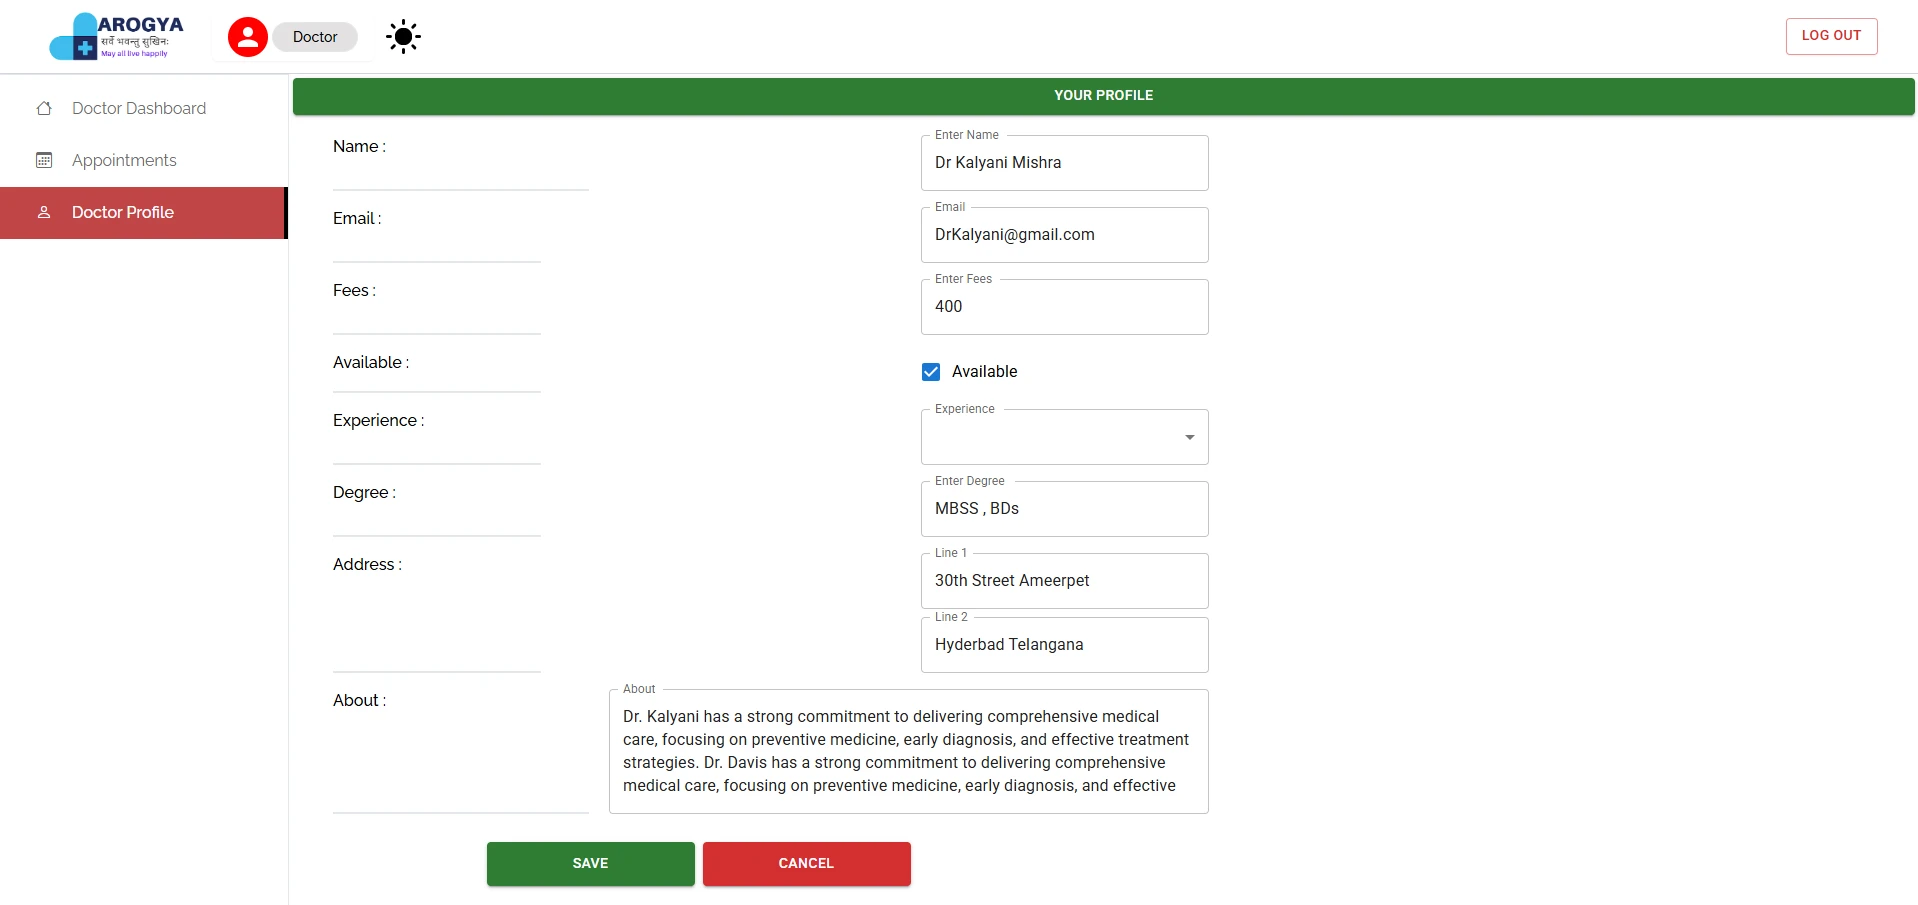 AROGYA
सर्वे भवन्तु सुखिनः
May all live happily
Doctor
LOG OUT
Doctor Dashboard
Appointments
Doctor Profile
YOUR PROFILE
Name :
Enter Name
Dr Kalyani Mishra
Email :
Email
DrKalyani@gmail.com
Fees :
Enter Fees
400
Available :
Available
Experience :
Experience
Degree :
Enter Degree
MBSS , BDs
Address :
Line 1
30th Street Ameerpet
Line 2
Hyderbad Telangana
About :
About
Dr. Kalyani has a strong commitment to delivering comprehensive medical
care, focusing on preventive medicine, early diagnosis, and effective treatment
strategies. Dr. Davis has a strong commitment to delivering comprehensive
medical care, focusing on preventive medicine, early diagnosis, and effective
SAVE
CANCEL